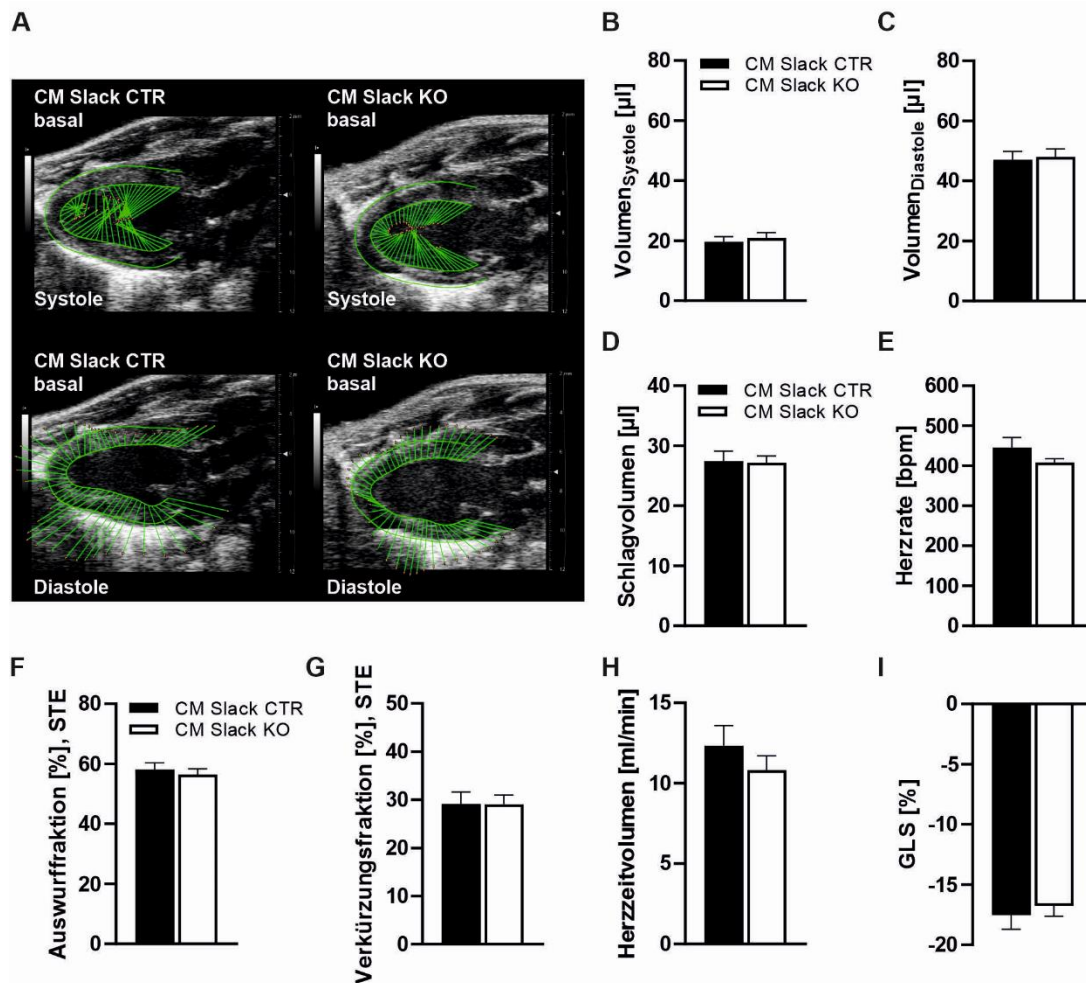 A
CM Slack CTR
basal
Systole
CM Slack KO
basal
Systole
CM Slack CTR
basal
Diastole
CM Slack KO
basal
Diastole
B
Volumen Systole [µl]
80
60
40
20
0
CM Slack CTR
CM Slack KO
C
Volumen Diastole [µl]
80
60
40
20
0
D
Schlagvolumen [µl]
40
30
20
10
0
CM Slack CTR
CM Slack KO
E
Herzrate [bpm]
600
500
400
300
200
100
0
F
Auswurffraktion [%], STE
80
60
40
20
0
CM Slack CTR
CM Slack KO
G
Verkürzungsfraktion [%], STE
50
40
30
20
10
0
H
Herzzeitvolumen [ml/min]
15
10
5
0
I
GLS [%]
0
-5
-10
-15
-20